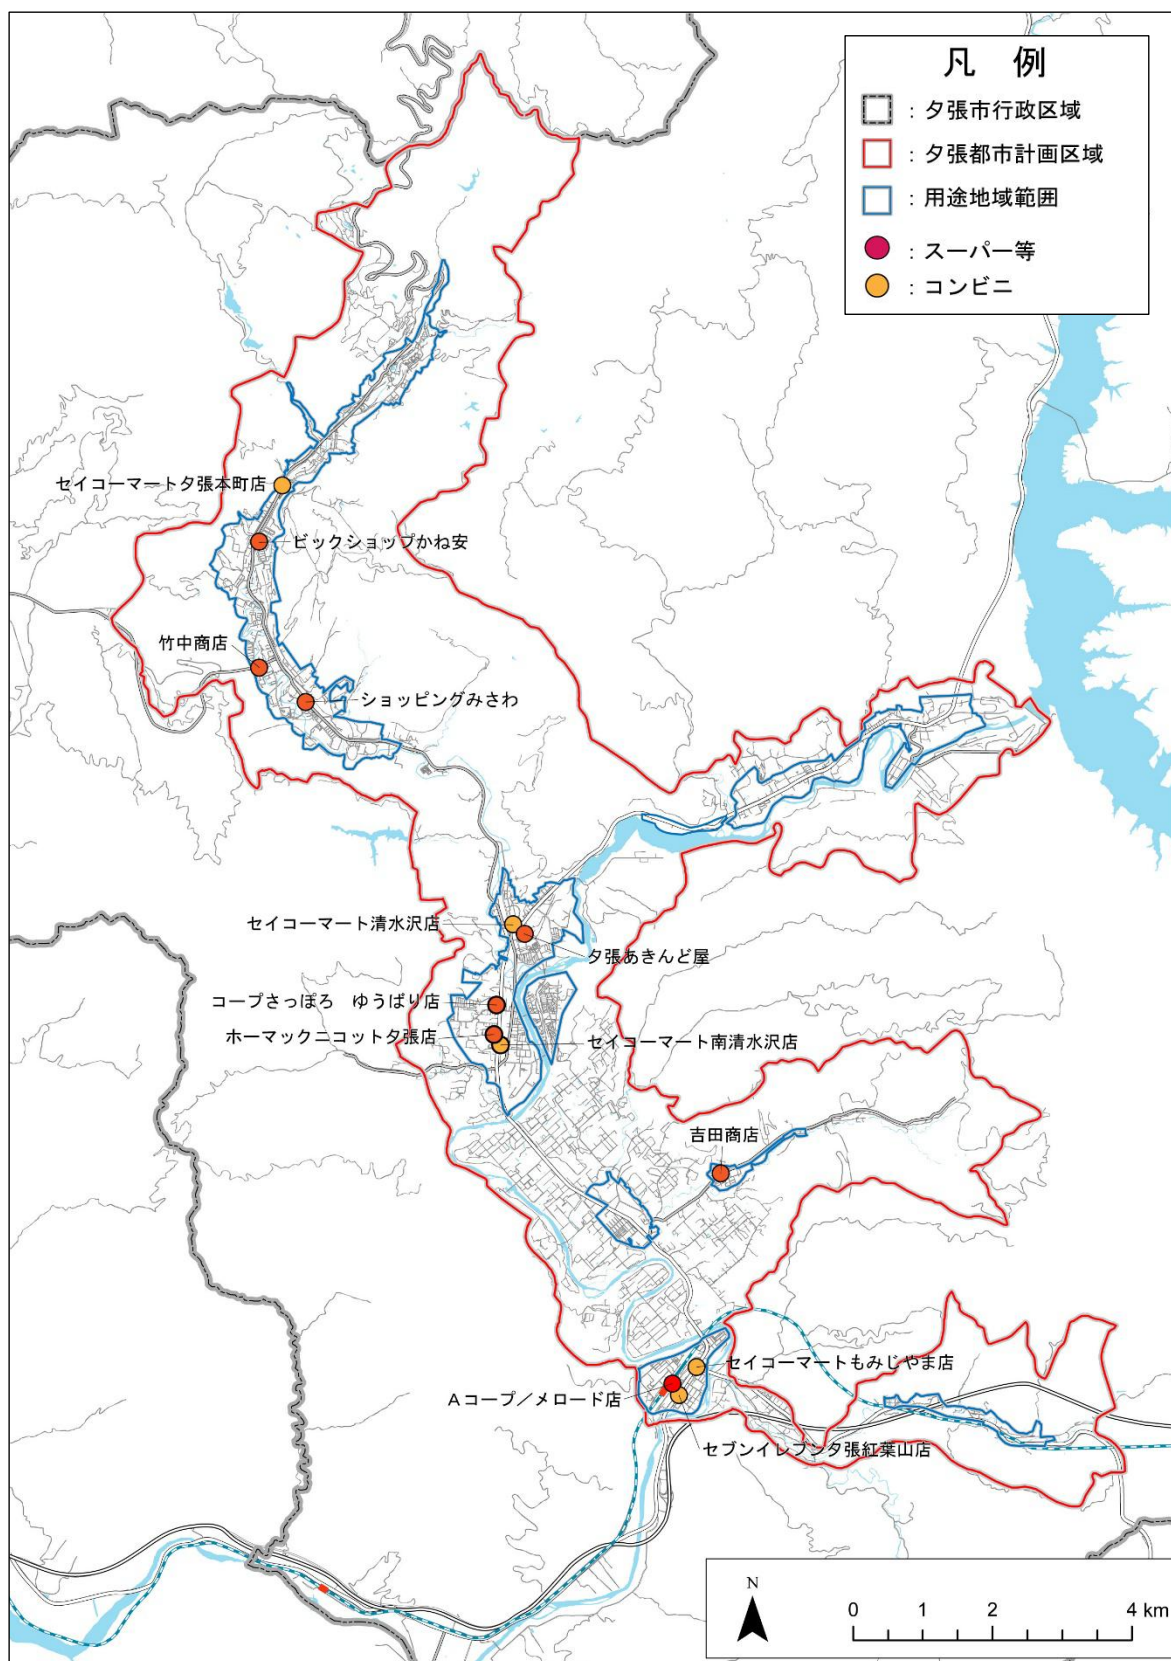 凡 例
：夕張市行政区域
：夕張都市計画区域
：用途地域範囲
：スーパー等
：コンビニ
セイコーマート夕張本町店
ビックショップかね安
竹中商店
ショッピングみさわ
セイコーマート清水沢店
夕張あきんど屋
コープさっぽろ ゆうばり店
ホーマックニコット夕張店
セイコーマート南清水沢店
吉田商店
セイコーマートもみじやま店
Aコープ／メロード店
セブンイレブン夕張紅葉山店
N
0 1 2 4 km